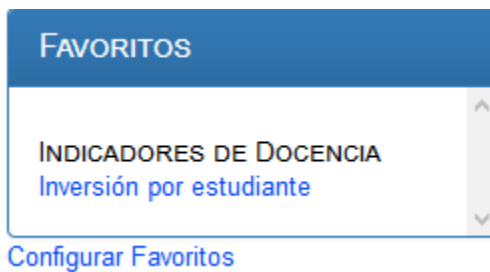 Favoritos
Indicadores de Docencia
Inversión por estudiante
Configurar Favoritos